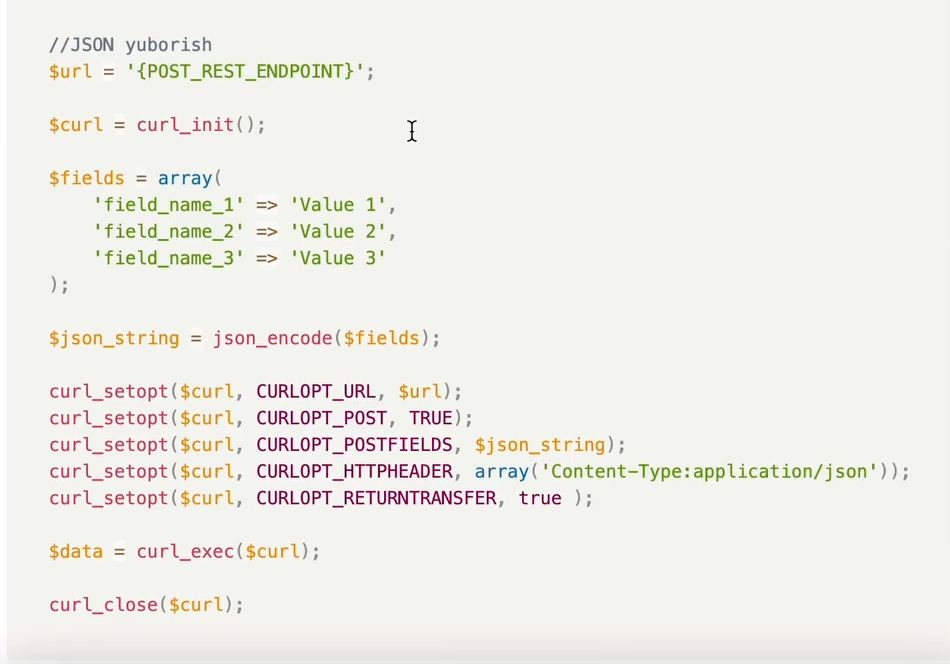 //JSON yuborish
$url = '{POST_REST_ENDPOINT}';
$curl = curl_init();
$fields = array(
    'field_name_1' => 'Value 1',
    'field_name_2' => 'Value 2',
    'field_name_3' => 'Value 3'
);
$json_string = json_encode($fields);
curl_setopt($curl, CURLOPT_URL, $url);
curl_setopt($curl, CURLOPT_POST, TRUE);
curl_setopt($curl, CURLOPT_POSTFIELDS, $json_string);
curl_setopt($curl, CURLOPT_HTTPHEADER, array('Content-Type:application/json'));
curl_setopt($curl, CURLOPT_RETURNTRANSFER, true );
$data = curl_exec($curl);
curl_close($curl);